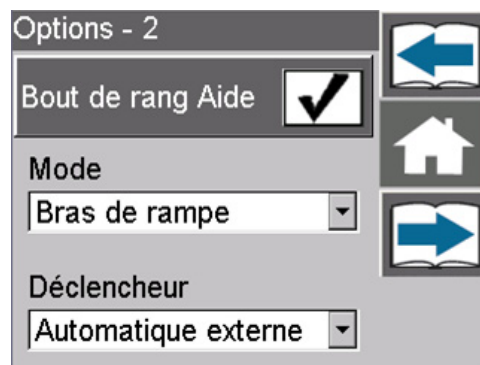 Options - 2
Bout de rang Aide
Mode
Bras de rampe
Déclencheur
Automatique externe